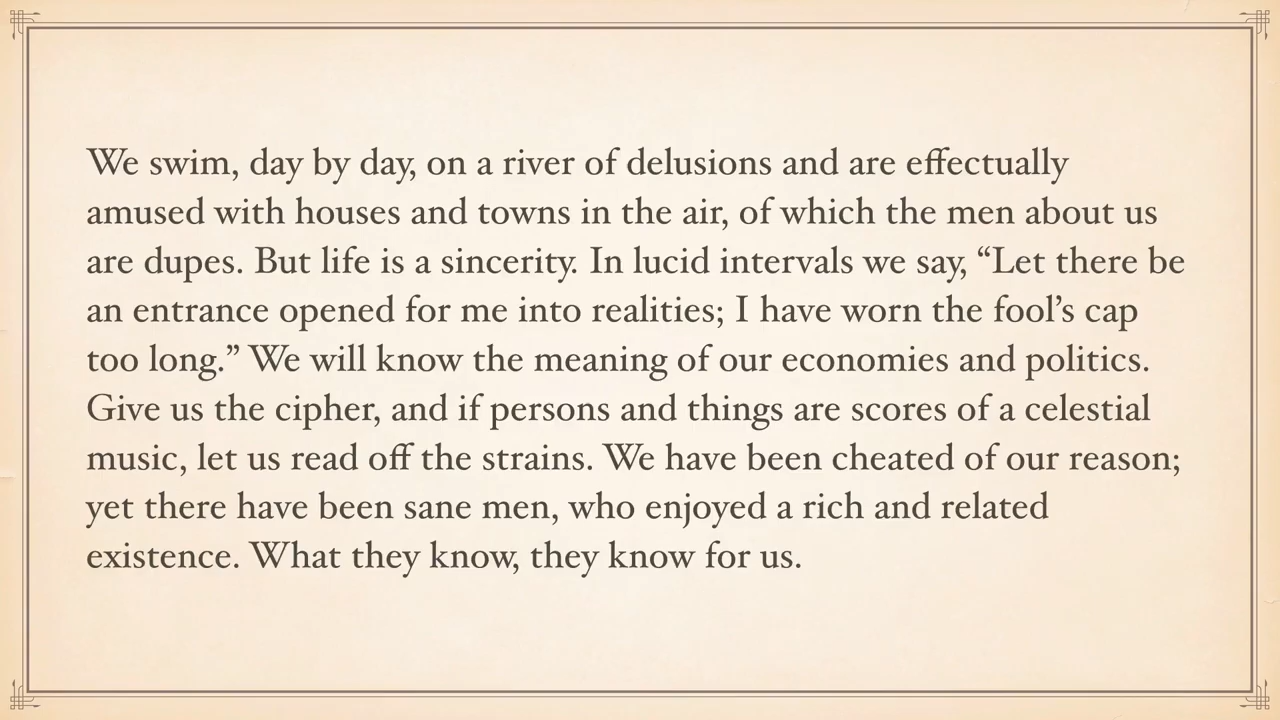 We swim, day by day, on a river of delusions and are effectually
amused with houses and towns in the air, of which the men about us
are dupes. But life is a sincerity. In lucid intervals we say, “Let there be
an entrance opened for me into realities; I have worn the fool’s cap
too long.” We will know the meaning of our economies and politics.
Give us the cipher, and if persons and things are scores of a celestial
music, let us read off the strains. We have been cheated of our reason;
yet there have been sane men, who enjoyed a rich and related
existence. What they know, they know for us.